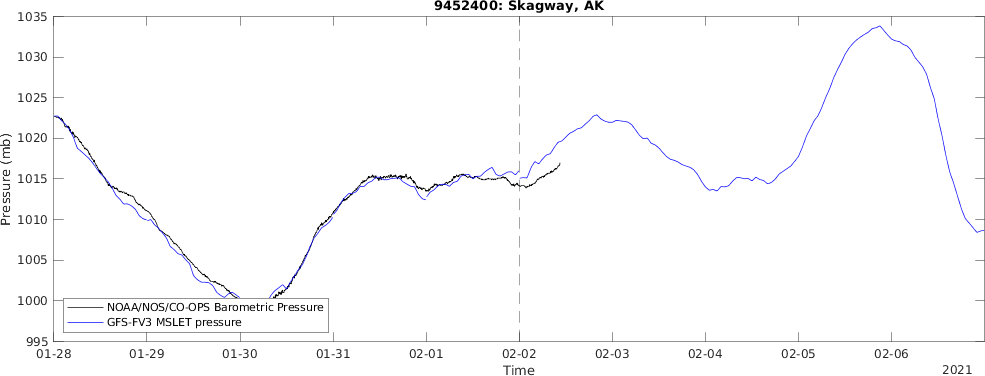 9452400: Skagway, AK
Pressure (mb)
1035
1030
1025
1020
1015
1010
1005
1000
995
NOAA/NOS/CO-OPS Barometric Pressure
GFS-FV3 MSLET pressure
01-28 01-29 01-30 01-31 02-01 02-02 02-03 02-04 02-05 02-06
Time
2021